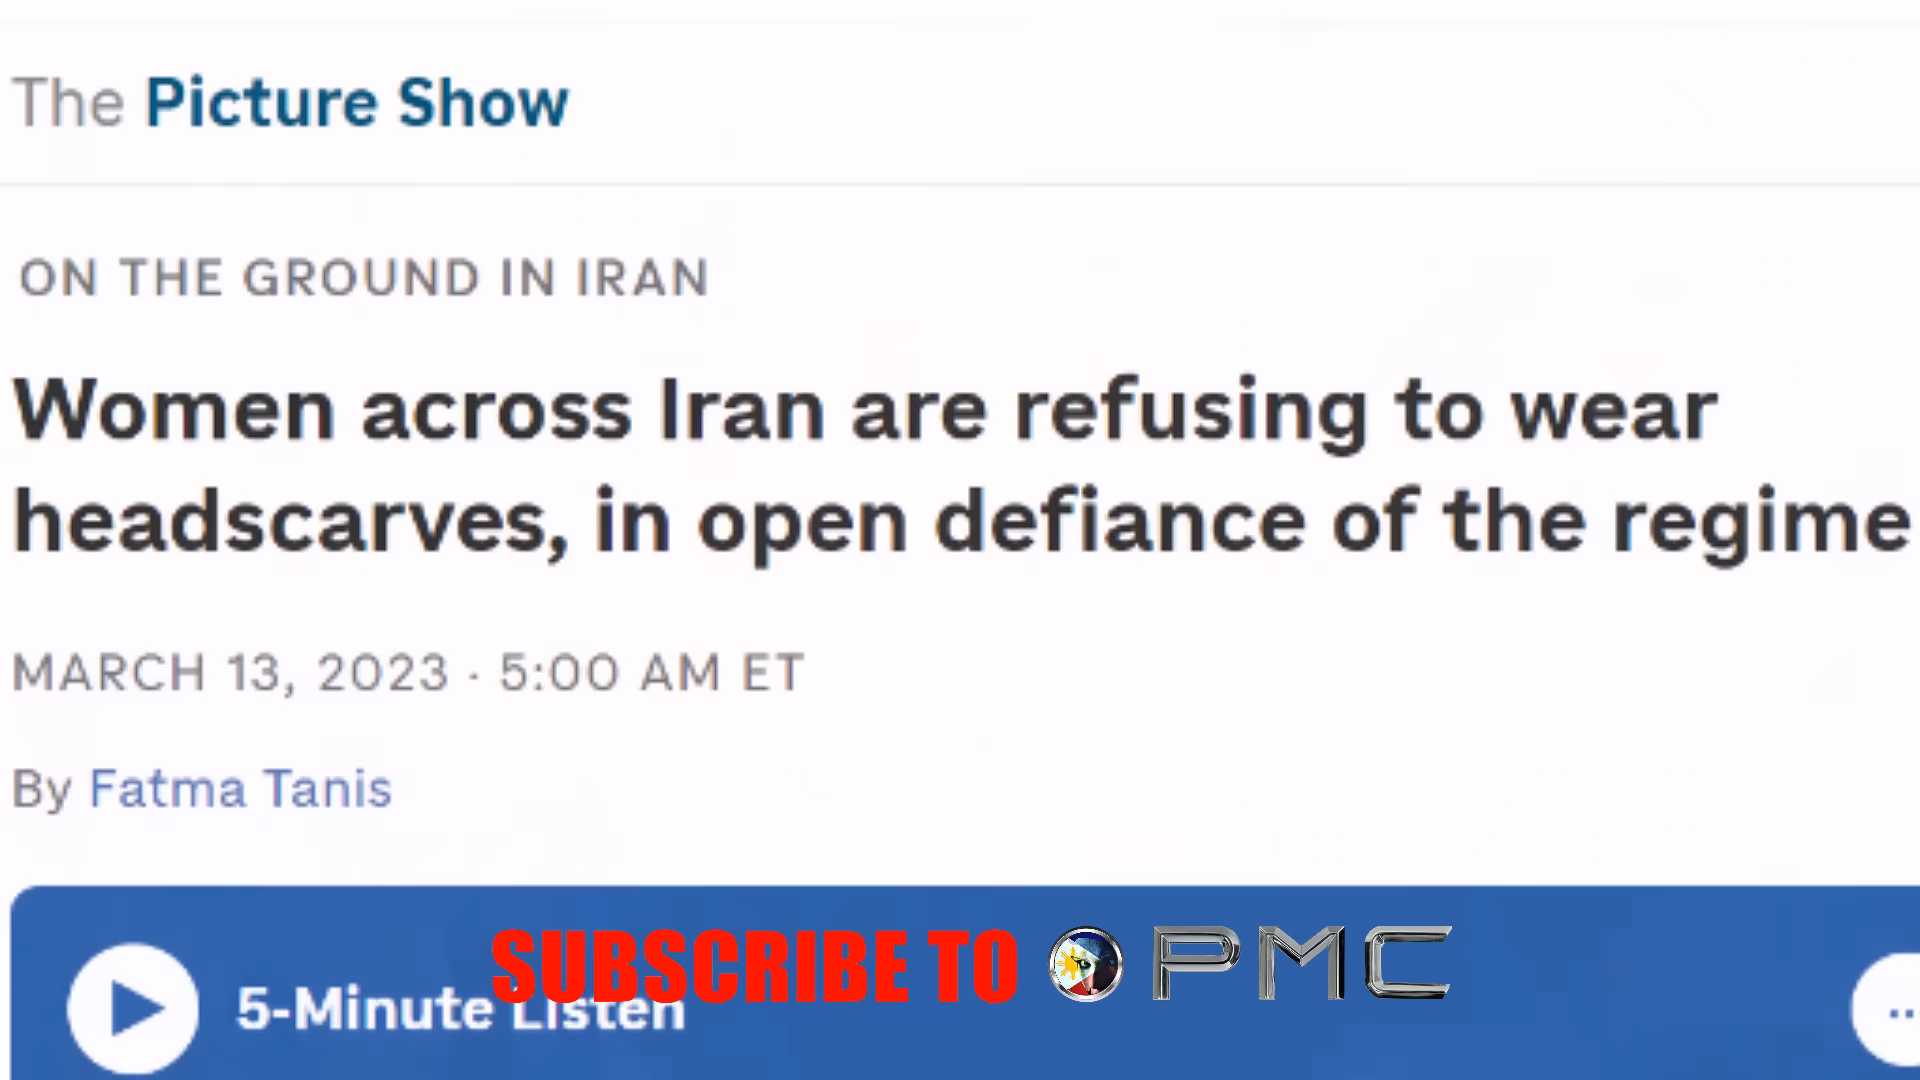 The Picture Show
ON THE GROUND IN IRAN
Women across Iran are refusing to wear
headscarves, in open defiance of the regime
MARCH 13, 2023 · 5:00 AM ET
By Fatma Tanis
5-Minute Listen
SUBSCRIBE TO PMC